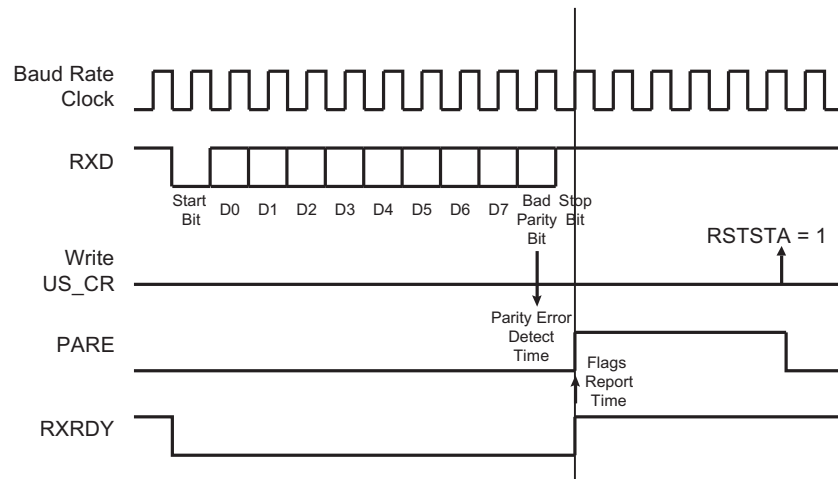 Baud Rate
Clock
RXD
Start
Bit
D0 D1 D2 D3 D4 D5 D6 D7
Bad
Parity
Bit
Stop
Bit
RSTSTA = 1
Write
US_CR
Parity Error
Detect
Time
PARE
Flags
Report
Time
RXRDY